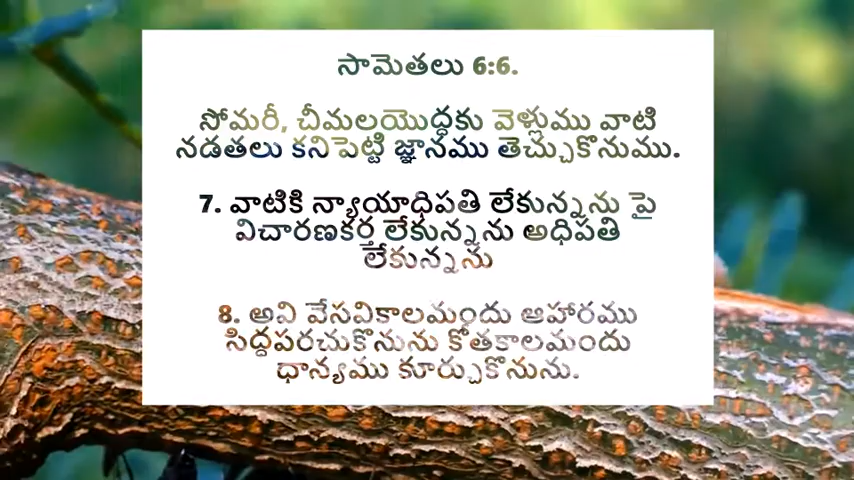 సామెతలు 6:6.
సోమరీ, చీమలయొద్దకు వెళ్లుము వాటి
నడతలు కనిపెట్టి జ్ఞానము తెచ్చుకొనుము.
7. వాటికి న్యాయాధిపతి లేకున్నను పై
విచారణకర్త లేకున్నను అధిపతి
లేకున్నను
8. అవి వేసవికాలమందు ఆహారము
సిద్దపరచుకొనును కోతకాలమందు
ధాన్యము కూర్చుకొనును.